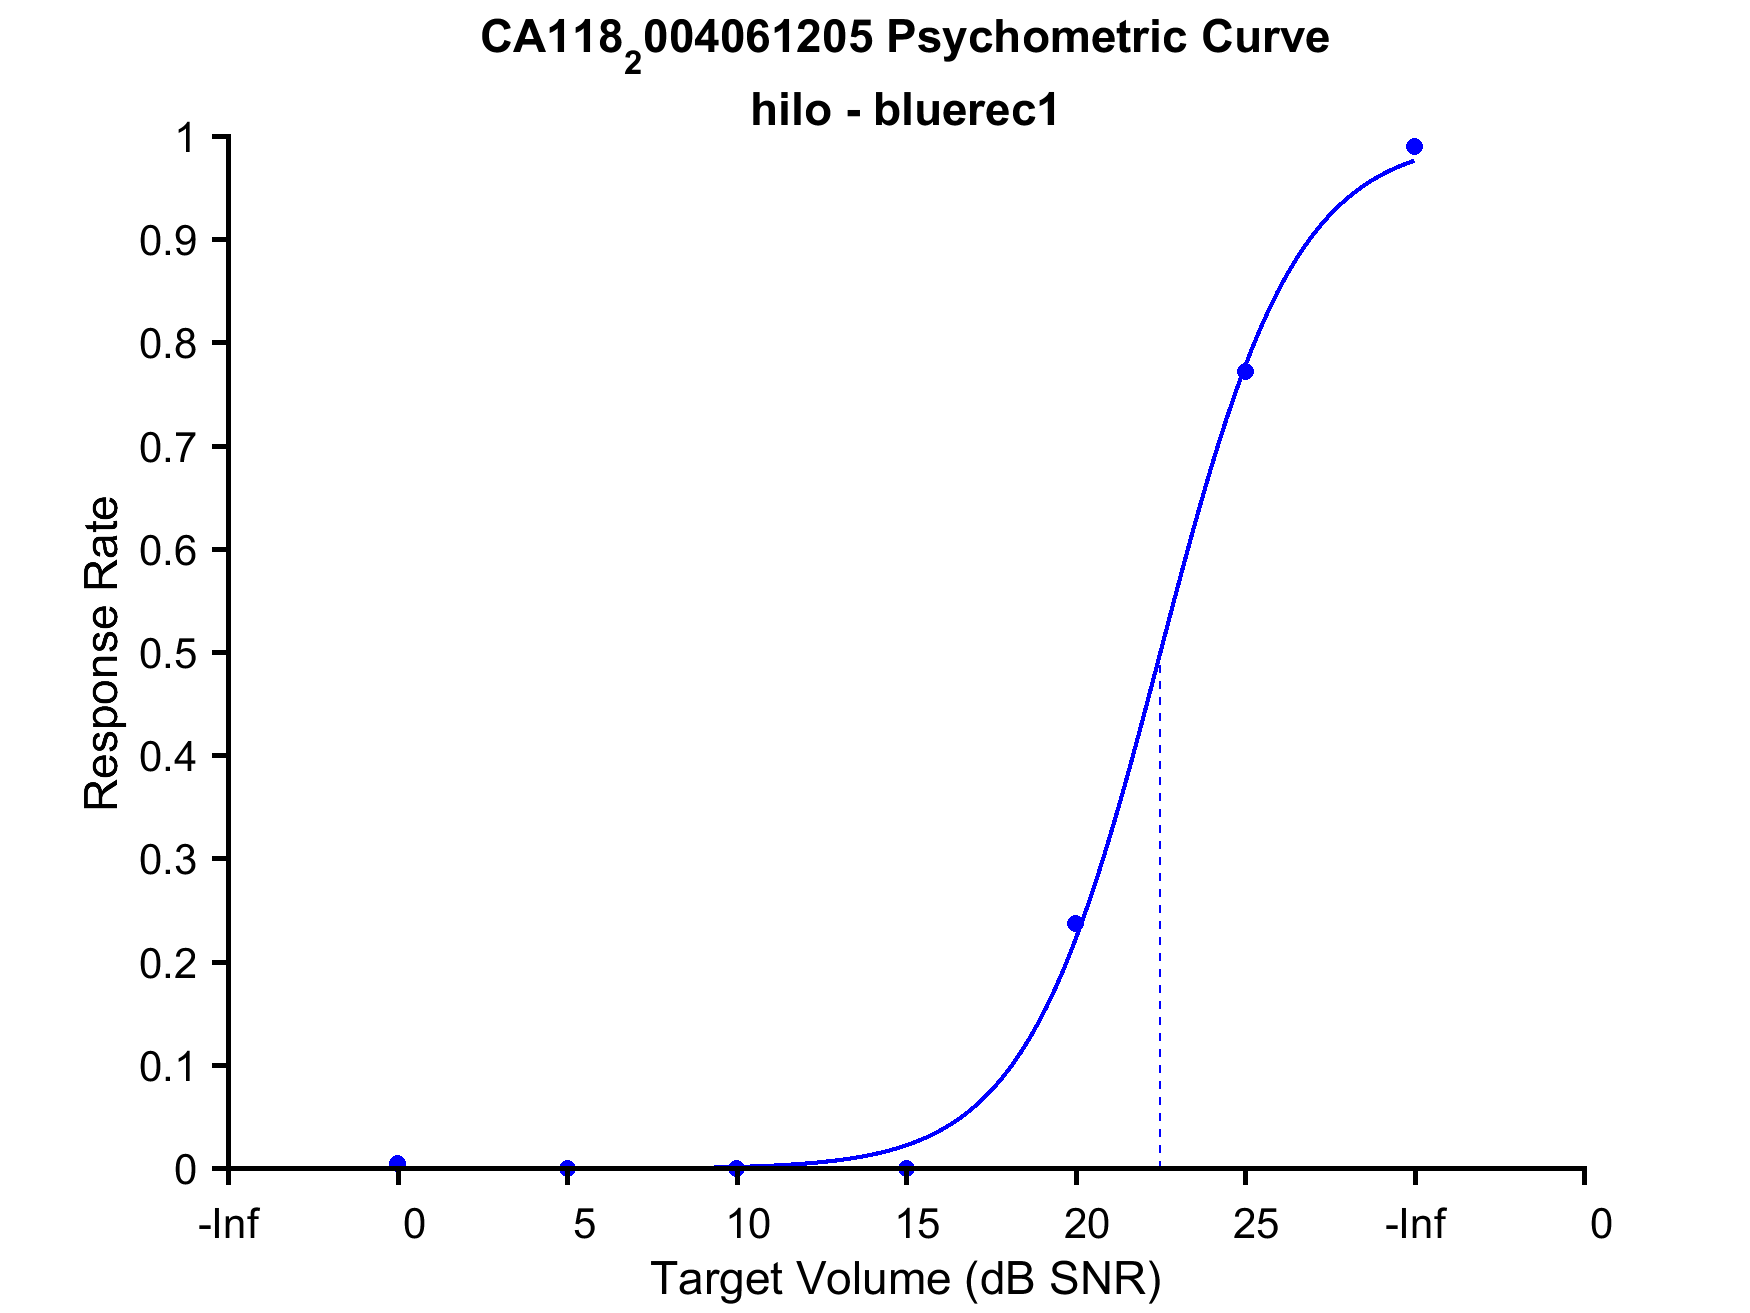 CA118₂004061205 Psychometric Curve
hilo - bluerec1
1
0.9
0.8
0.7
0.6
0.5
0.4
0.3
0.2
0.1
0
Response Rate
-Inf 0 5 10 15 20 25 -Inf 0
Target Volume (dB SNR)